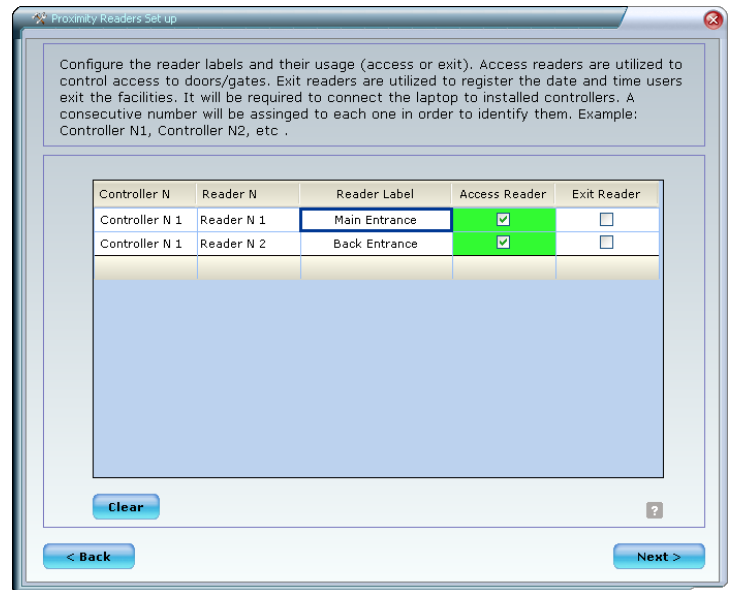 Proximity Readers Set up
Configure the reader labels and their usage (access or exit). Access readers are utilized to
control access to doors/gates. Exit readers are utilized to register the date and time users
exit the facilities. It will be required to connect the laptop to installed controllers. A
consecutive number will be assinged to each one in order to identify them. Example:
Controller N1, Controller N2, etc .
Controller N Reader N Reader Label Access Reader Exit Reader
Controller N 1 Reader N 1 Main Entrance
Controller N 1 Reader N 2 Back Entrance
Clear
?
< Back Next >